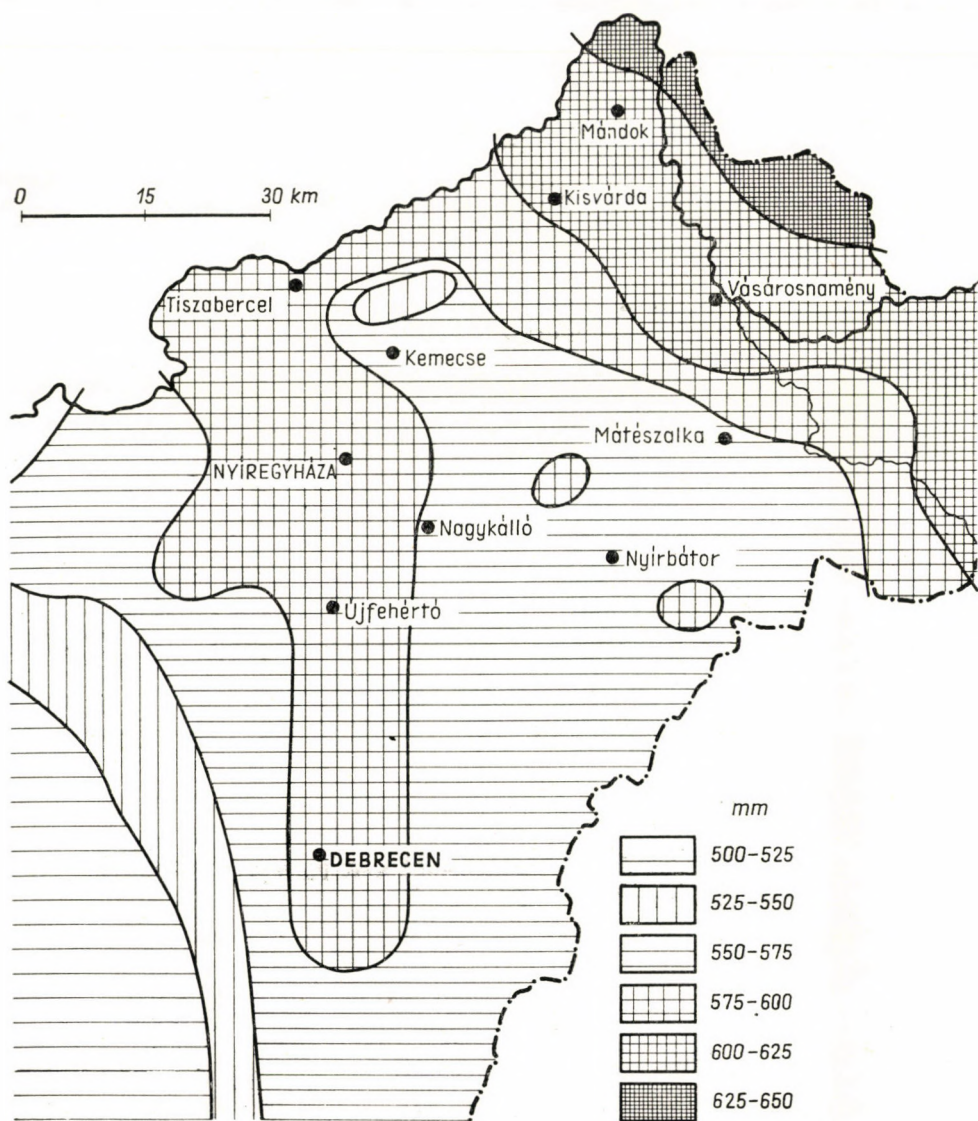 Mándok
0 15 30 km
Kisvárda
Vásárosnamény
Tiszabercel
Kemecse
Mátészalka
NYÍREGYHÁZA
Nagykálló
Nyírbátor
Újfehértó
mm
DEBRECEN
500-525
525-550
550-575
575-600
600-625
625-650